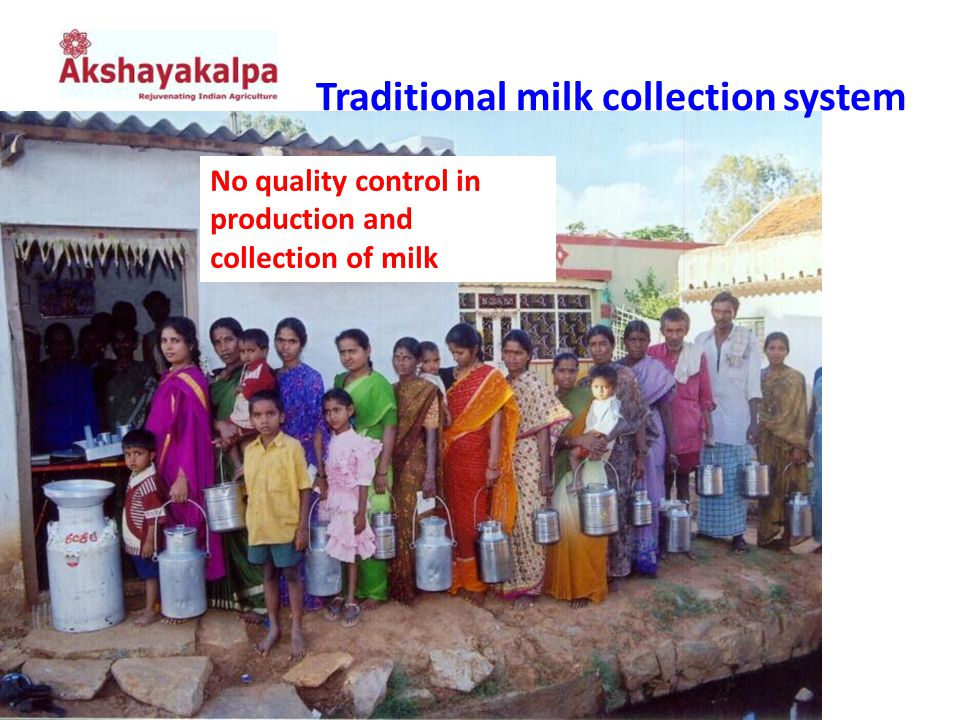 Akshayakalpa
Rejuvenating Indian Agriculture
Traditional milk collection system
No quality control in
production and
collection of milk